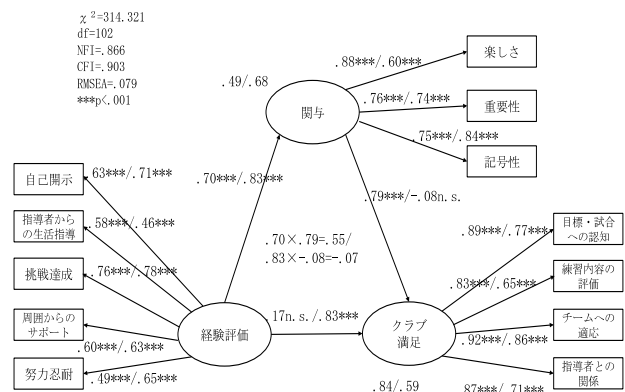 χ²=314.321
df=102
NFI=.866
CFI=.903
RMSEA=.079
***p<.001
.49/.68
関与
.88***/.60***
楽しさ
.76***/.74***
重要性
.75***/.84***
記号性
自己開示
.63***/.71***
.70***/.83***
.79***/-.08n.s.
指導者から
の生活指導
.58***/.46***
目標・試合
への認知
.89***/.77***
.70×.79=.55/
.83×-.08=-.07
挑戦達成
.76***/.78***
練習内容の
評価
.83***/.65***
周囲からの
サポート
.60***/.63***
経験評価
.17n.s./.83***
クラブ
満足
チームへの
適応
.92***/.86***
努力忍耐
.49***/.65***
指導者との
関係
.84/.59
.87***/.71***